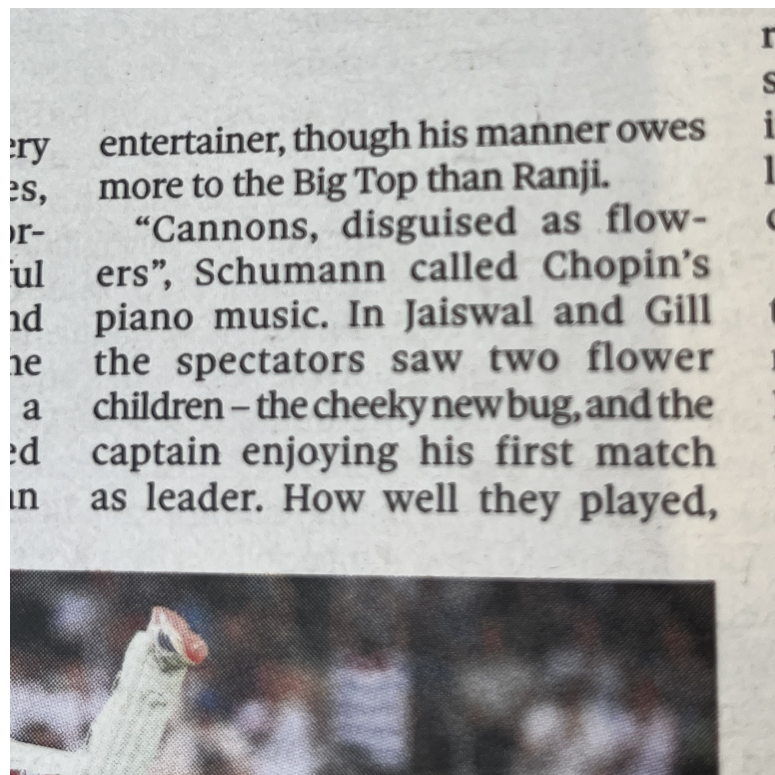 entertainer, though his manner owes
more to the Big Top than Ranji.
“Cannons, disguised as flow-
ers”, Schumann called Chopin’s
piano music. In Jaiswal and Gill
the spectators saw two flower
children – the cheeky new bug, and the
captain enjoying his first match
as leader. How well they played,